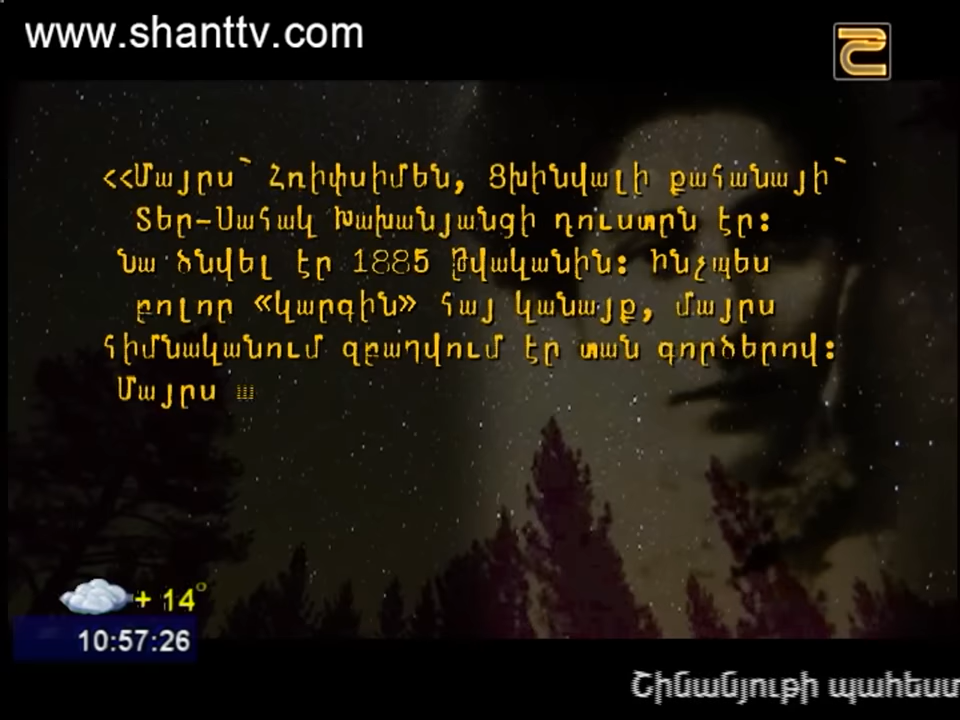 www.shanttv.com
<<Մայրս՝ Հռիփսիմեն, Ցխինվալի քահանայի՝
Տեր-Սահակ Խախանյանցի դուստրն էր:
Նա ծնվել էր 1885 թվականին: Ինչպես
բոլոր «կարգին» հայ կանայք, մայրս
հիմնականում զբաղվում էր տան գործերով:
Մայրս
+ 14°
10:57:26
Շինանյութի պահեստ